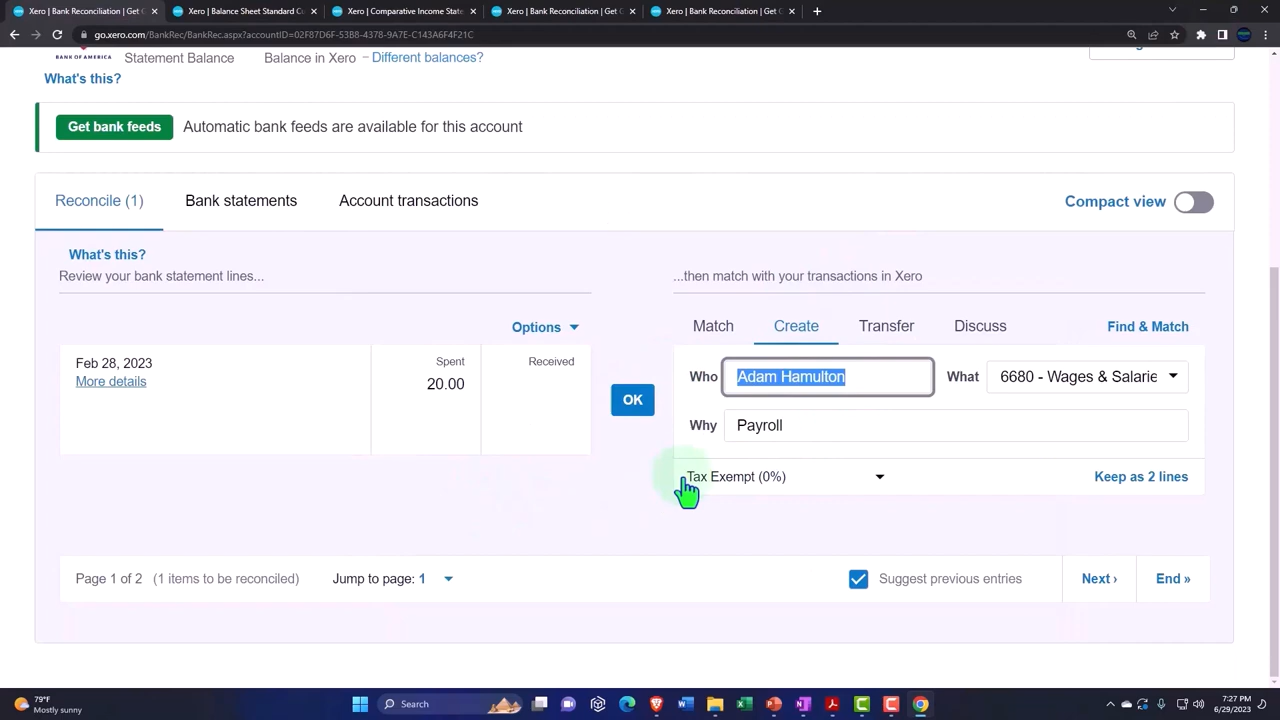 Xero | Bank Reconciliation | Get C
Xero | Balance Sheet Standard Cu
Xero | Comparative Income State
Xero | Bank Reconciliation | Get G
Xero | Bank Reconciliation | Payro
go.xero.com/BankRec/BankRec.aspx?accountID=02F87D6F-53B8-4378-9A7E-C143A6F4F21C
BANK OF AMERICA
Statement Balance
Balance in Xero
- Different balances?
What's this?
Get bank feeds
Automatic bank feeds are available for this account
Reconcile (1)
Bank statements
Account transactions
Compact view
What's this?
Review your bank statement lines...
...then match with your transactions in Xero
Options
Match
Create
Transfer
Discuss
Find & Match
Feb 28, 2023
More details
Spent
20.00
Received
OK
Who
Adam Hamulton
What
6680 - Wages & Salarie
Why
Payroll
Tax Exempt (0%)
Keep as 2 lines
Page 1 of 2
(1 items to be reconciled)
Jump to page: 1
Suggest previous entries
Next ›
End »
79°F
Mostly sunny
Search
7:27 PM
6/29/2023